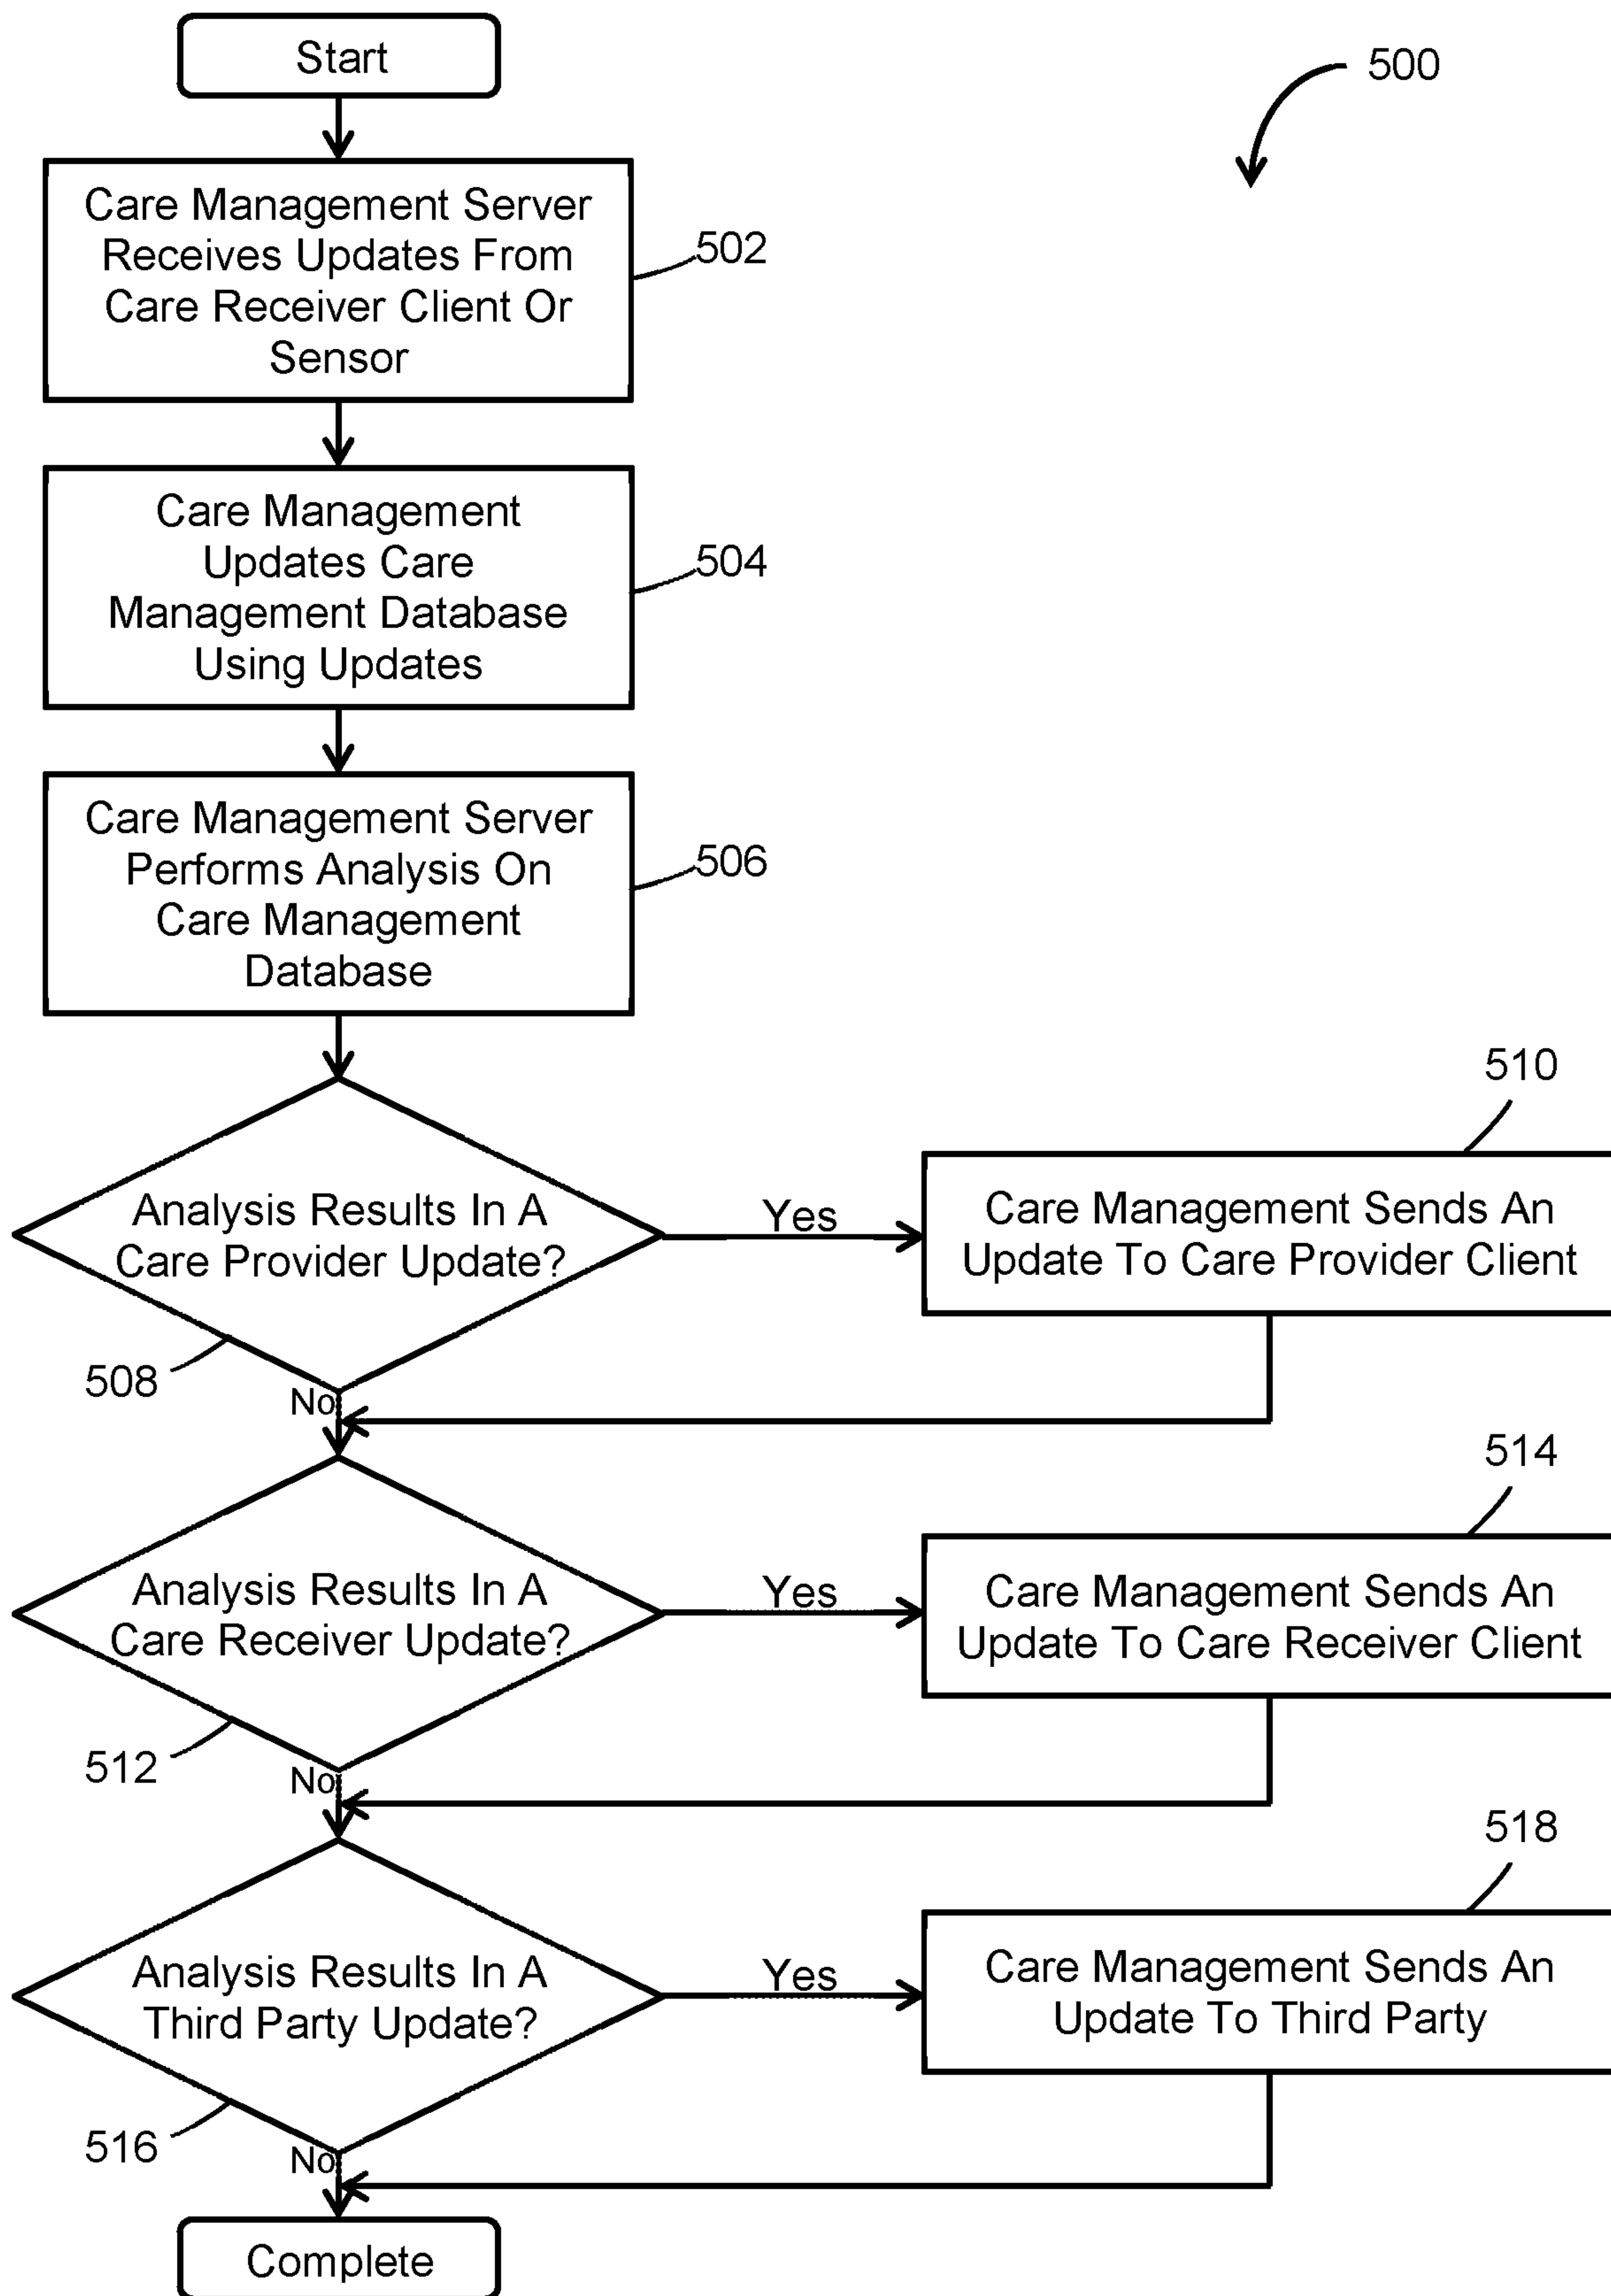 Start
500
Care Management Server
Receives Updates From
Care Receiver Client Or
Sensor
502
Care Management
Updates Care
Management Database
Using Updates
504
Care Management Server
Performs Analysis On
Care Management
Database
506
Analysis Results In A
Care Provider Update?
508
Yes
No
510
Care Management Sends An
Update To Care Provider Client
Analysis Results In A
Care Receiver Update?
512
Yes
No
514
Care Management Sends An
Update To Care Receiver Client
Analysis Results In A
Third Party Update?
516
Yes
No
518
Care Management Sends An
Update To Third Party
Complete